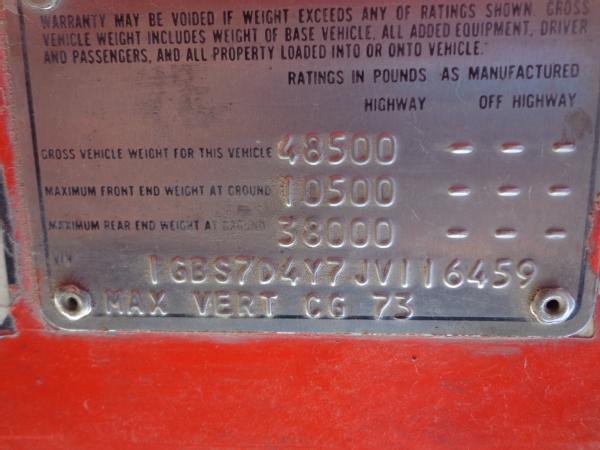 WARRANTY MAY BE VOIDED IF WEIGHT EXCEEDS ANY OF RATINGS SHOWN. GROSS
VEHICLE WEIGHT INCLUDES WEIGHT OF BASE VEHICLE, ALL ADDED EQUIPMENT, DRIVER
AND PASSENGERS, AND ALL PROPERTY LOADED INTO OR ONTO VEHICLE.
RATINGS IN POUNDS AS MANUFACTURED
HIGHWAY OFF HIGHWAY
GROSS VEHICLE WEIGHT FOR THIS VEHICLE 48500 - - -
MAXIMUM FRONT END WEIGHT AT GROUND 10500 - - -
MAXIMUM REAR END WEIGHT AT GROUND 38000 - - -
VIN 1GBS7D4Y7JV116459
MAX VERT CG 73